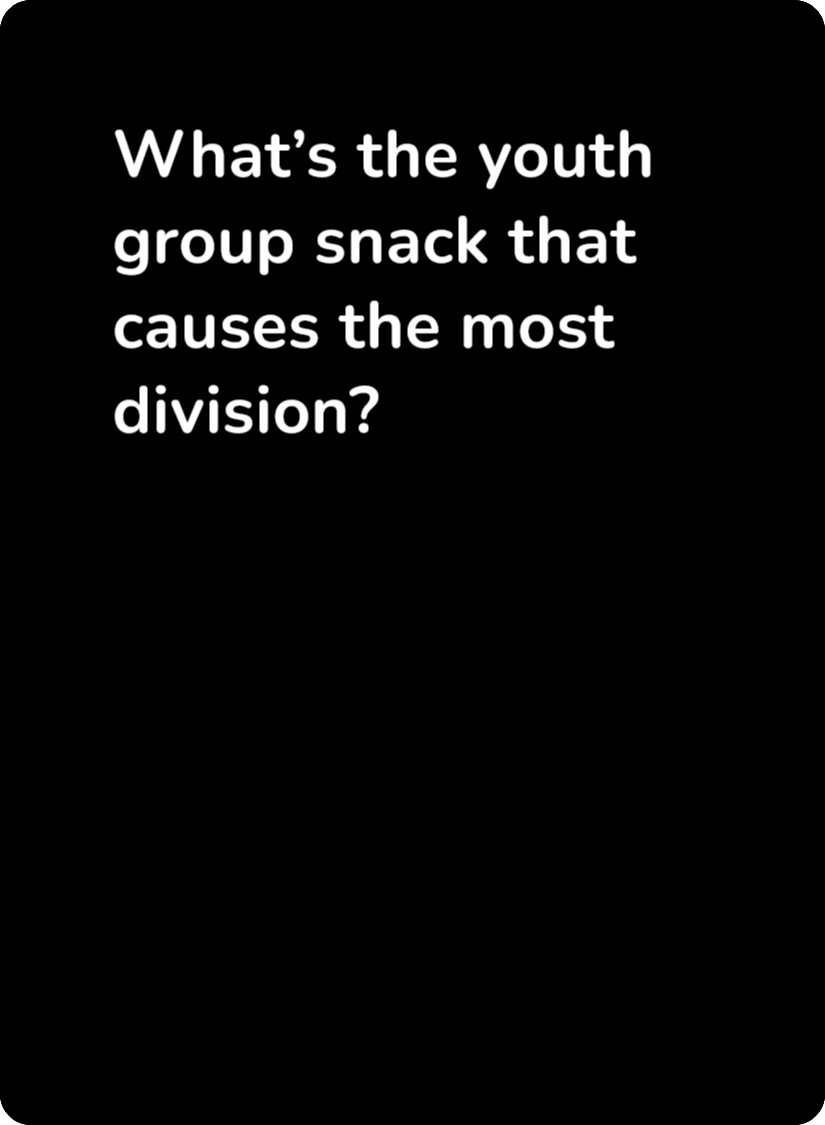 What’s the youth
group snack that
causes the most
division?